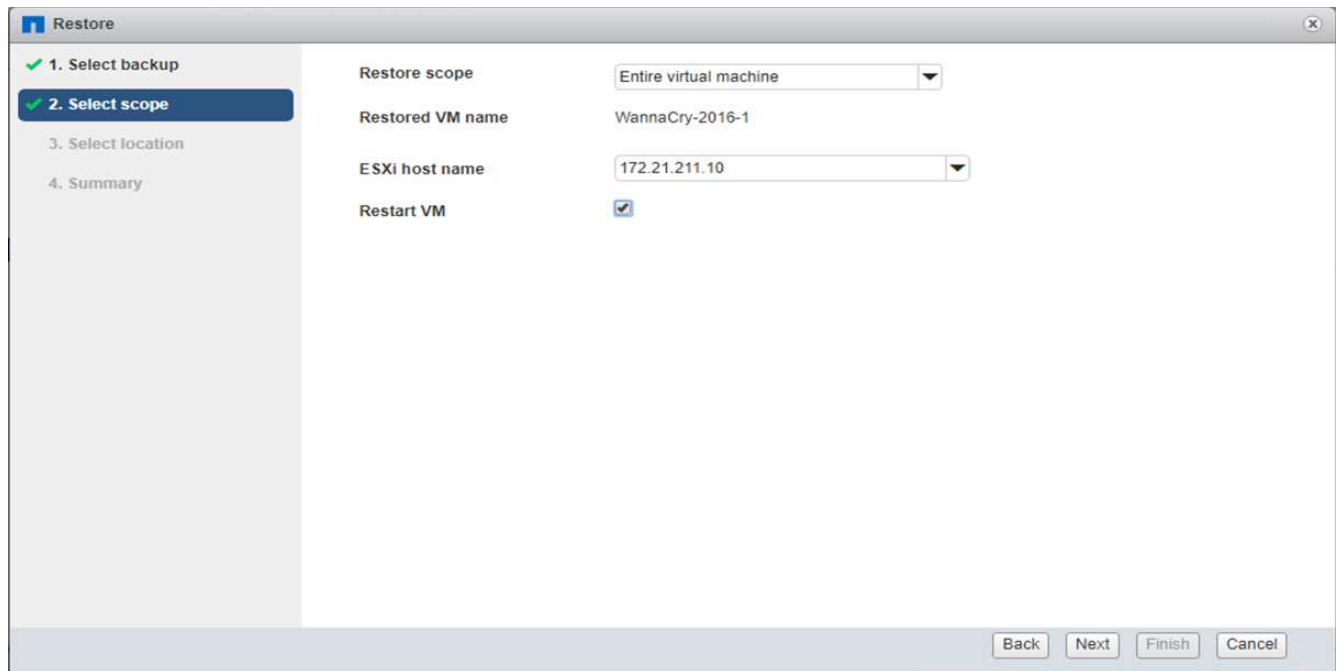 Restore
1. Select backup
2. Select scope
3. Select location
4. Summary
Restore scope
Entire virtual machine
Restored VM name
WannaCry-2016-1
ESXi host name
172.21.211.10
Restart VM
Back
Next
Finish
Cancel